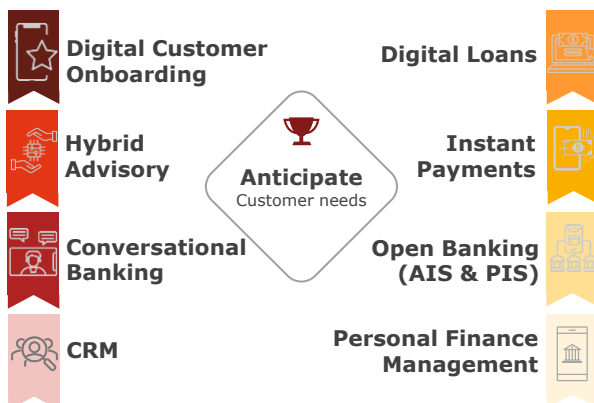 Digital Customer
Onboarding
Digital Loans
Hybrid
Advisory
Anticipate
Customer needs
Instant
Payments
Conversational
Banking
Open Banking
(AIS & PIS)
CRM
Personal Finance
Management